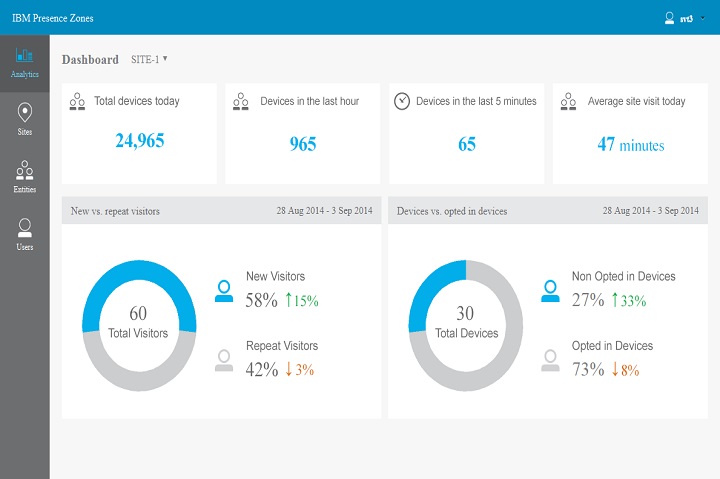 IBM Presence Zones
Analytics
Sites
Entities
Users
Dashboard SITE-1
Total devices today
24,965
Devices in the last hour
965
Devices in the last 5 minutes
65
Average site visit today
47 minutes
New vs. repeat visitors 28 Aug 2014 - 3 Sep 2014
60
Total Visitors
New Visitors
58% ↑15%
Repeat Visitors
42% ↓3%
Devices vs. opted in devices 28 Aug 2014 - 3 Sep 2014
30
Total Devices
Non Opted in Devices
27% ↑33%
Opted in Devices
73% ↓8%